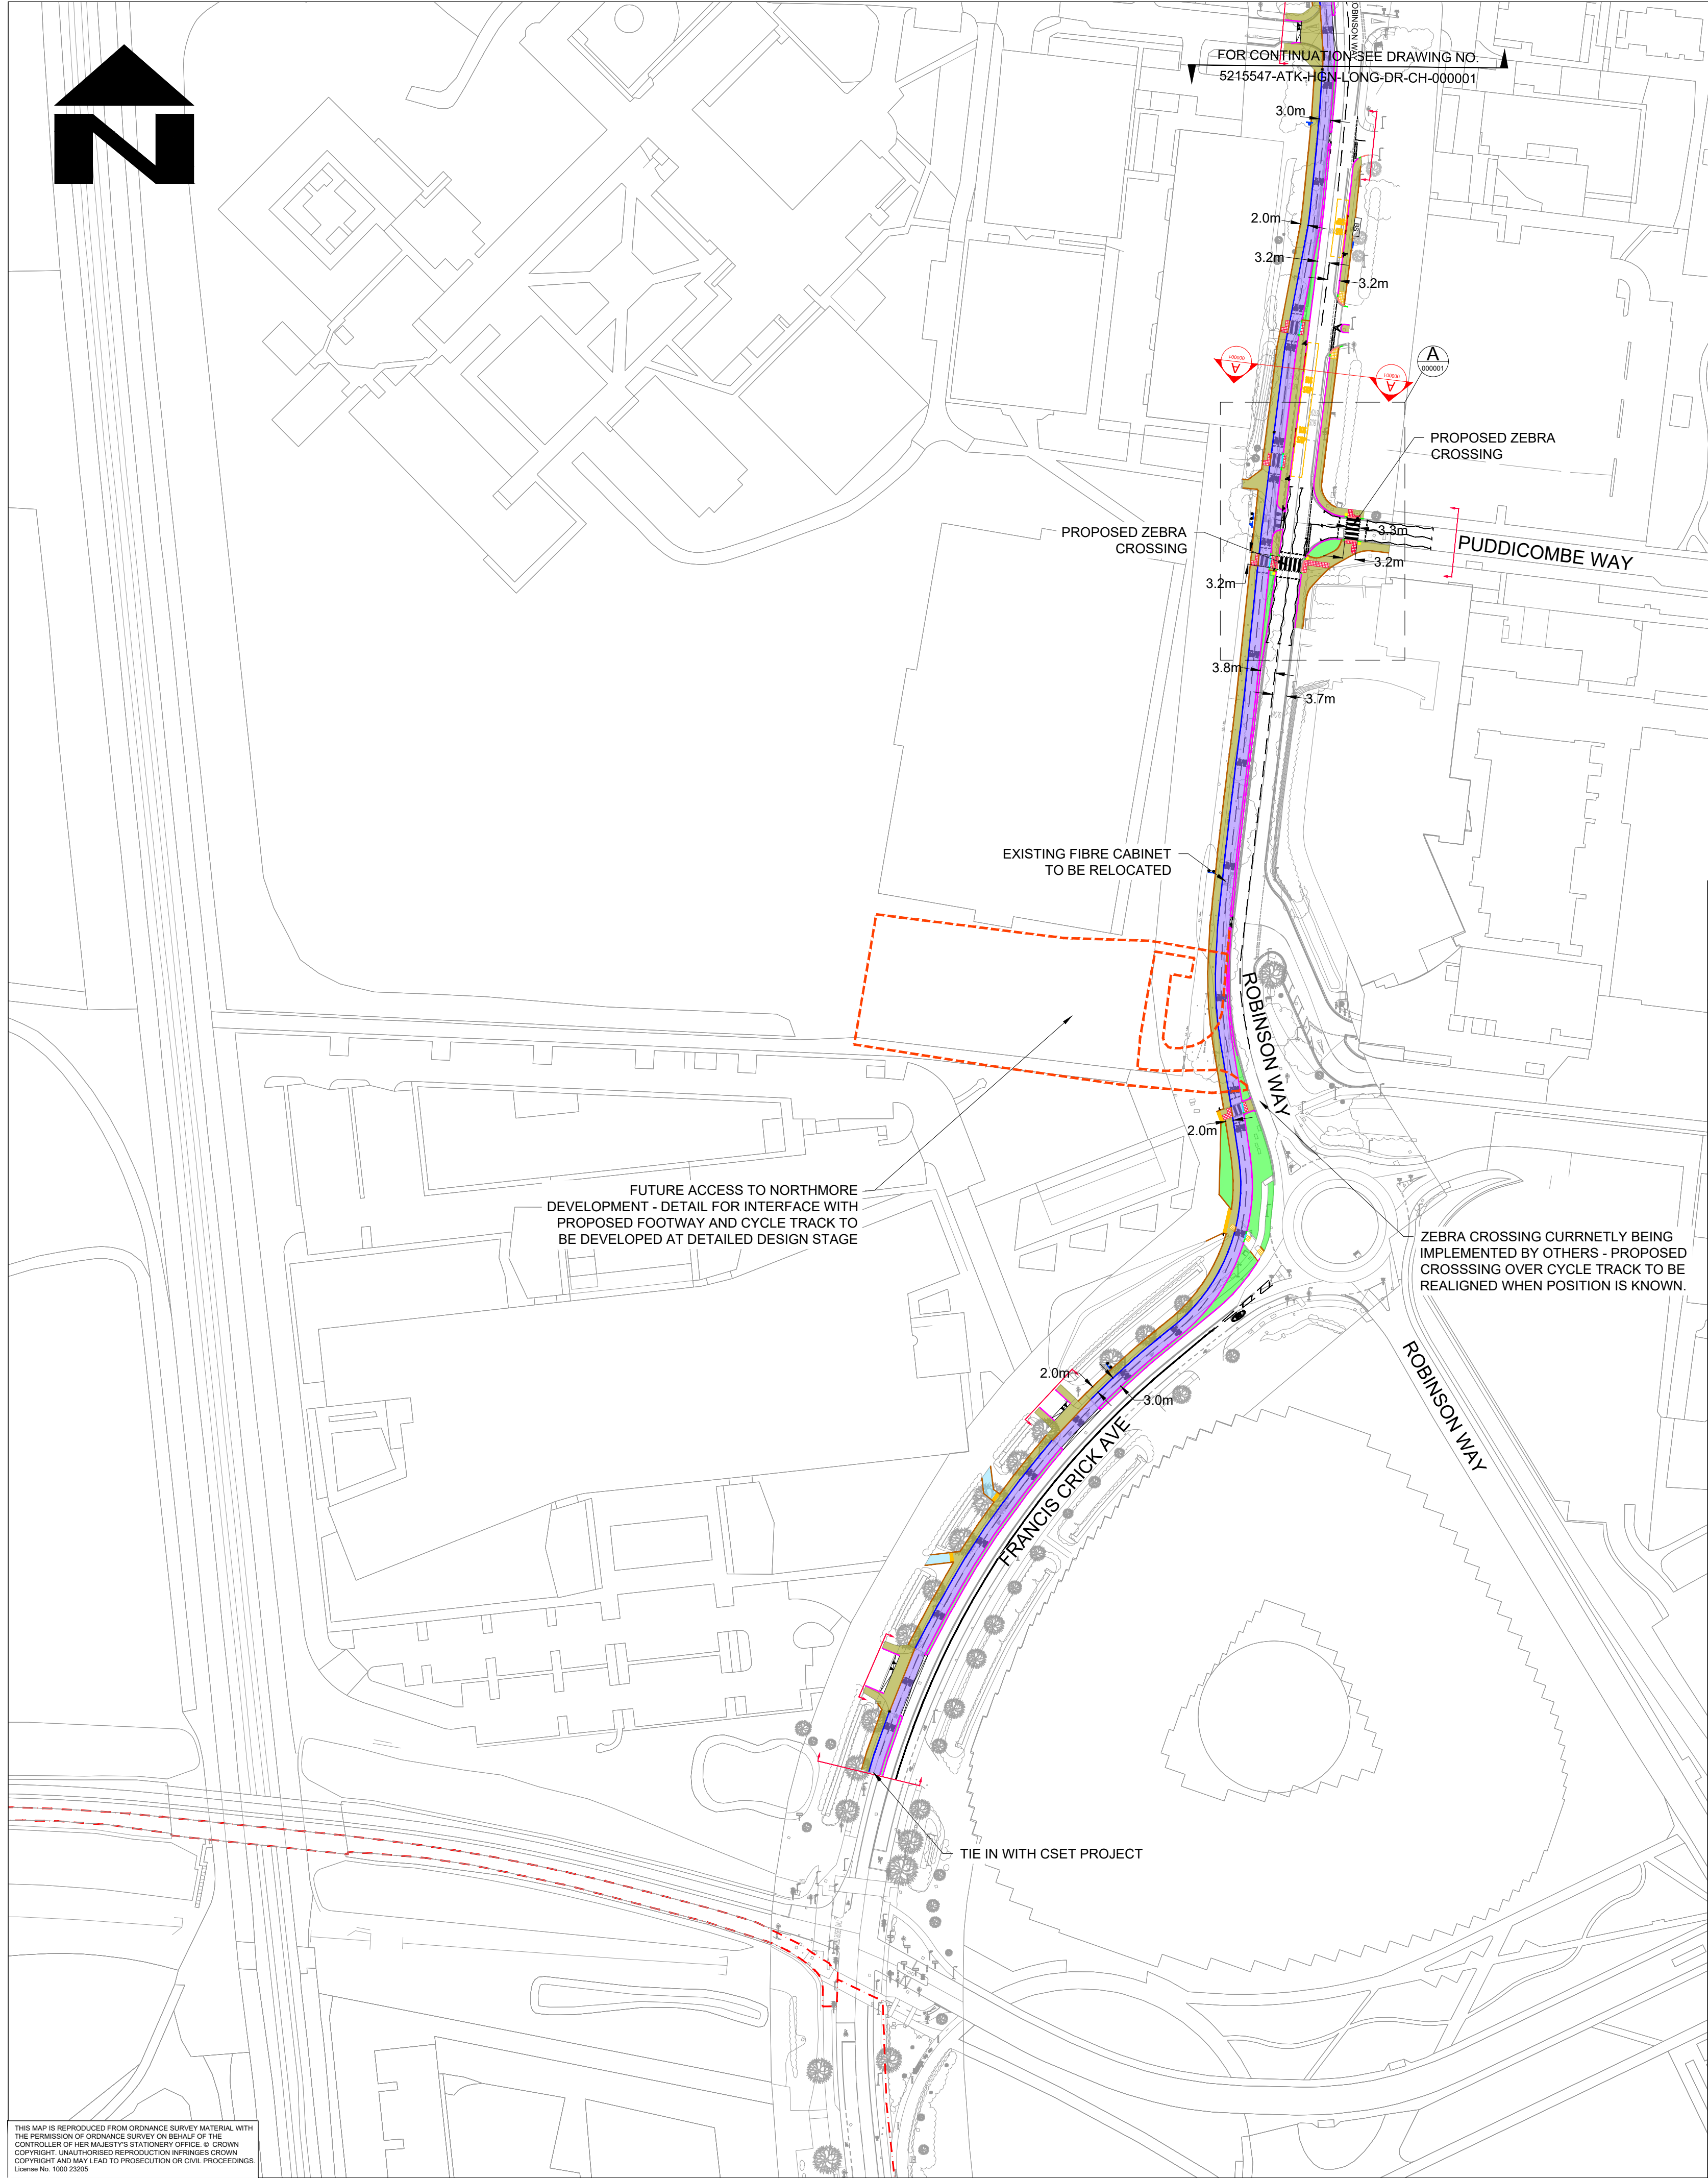 ROBINSON WAY
FOR CONTINUATION SEE DRAWING NO.
5215547-ATK-HGN-LONG-DR-CH-000001
N
3.0m
2.0m
3.2m
3.2m
A
000001
A
000001
A
000001
PROPOSED ZEBRA
CROSSING
PROPOSED ZEBRA
CROSSING
3.3m
PUDDICOMBE WAY
3.2m
3.2m
3.8m
3.7m
EXISTING FIBRE CABINET
TO BE RELOCATED
ROBINSON WAY
2.0m
FUTURE ACCESS TO NORTHMORE
DEVELOPMENT - DETAIL FOR INTERFACE WITH
PROPOSED FOOTWAY AND CYCLE TRACK TO
BE DEVELOPED AT DETAILED DESIGN STAGE
ZEBRA CROSSING CURRNETLY BEING
IMPLEMENTED BY OTHERS - PROPOSED
CROSSSING OVER CYCLE TRACK TO BE
REALIGNED WHEN POSITION IS KNOWN.
ROBINSON WAY
2.0m
3.0m
FRANCIS CRICK AVE
TIE IN WITH CSET PROJECT
THIS MAP IS REPRODUCED FROM ORDNANCE SURVEY MATERIAL WITH
THE PERMISSION OF ORDNANCE SURVEY ON BEHALF OF THE
CONTROLLER OF HER MAJESTY'S STATIONERY OFFICE. © CROWN
COPYRIGHT. UNAUTHORISED REPRODUCTION INFRINGES CROWN
COPYRIGHT AND MAY LEAD TO PROSECUTION OR CIVIL PROCEEDINGS.
License No. 1000 23205